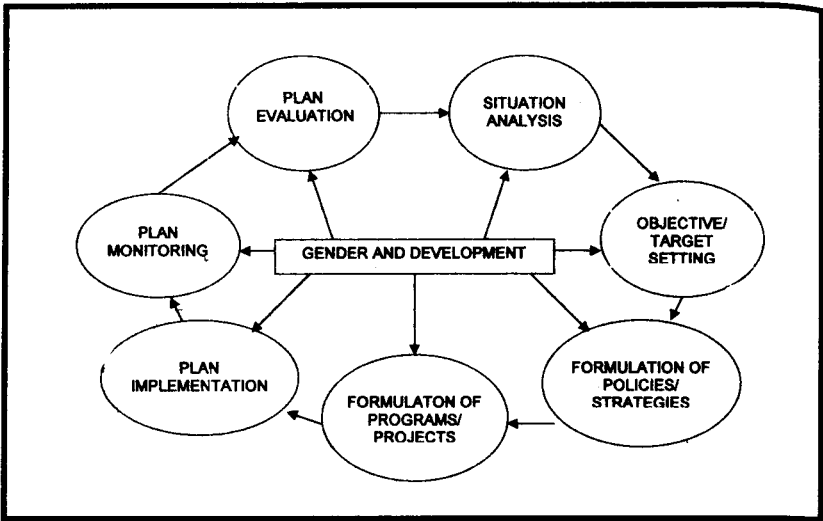 PLAN
EVALUATION
SITUATION
ANALYSIS
OBJECTIVE/
TARGET
SETTING
FORMULATION OF
POLICIES/
STRATEGIES
FORMULATON OF
PROGRAMS/
PROJECTS
PLAN
IMPLEMENTATION
PLAN
MONITORING
GENDER AND DEVELOPMENT